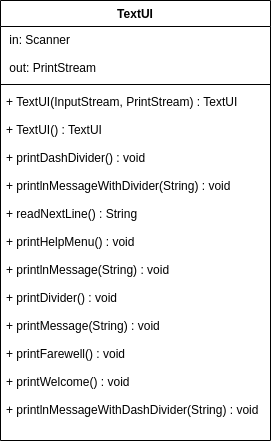 TextUI
in: Scanner
out: PrintStream
+ TextUI(InputStream, PrintStream) : TextUI
+ TextUI() : TextUI
+ printDashDivider() : void
+ printlnMessageWithDivider(String) : void
+ readNextLine() : String
+ printHelpMenu() : void
+ printlnMessage(String) : void
+ printDivider() : void
+ printMessage(String) : void
+ printFarewell() : void
+ printWelcome() : void
+ printlnMessageWithDashDivider(String) : void